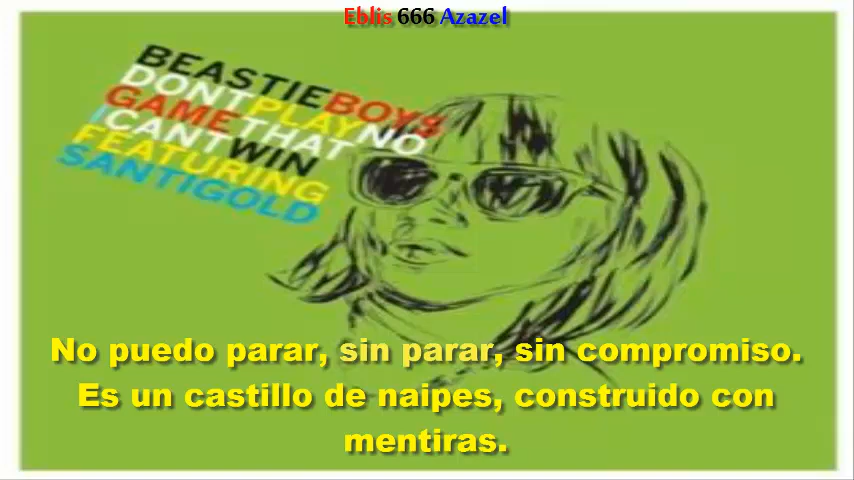 Eblis 666 Azazel
BEASTIE BOYS
DONT PLAY NO
GAME THAT
I CANT WIN
FEATURING
SANTIGOLD
No puedo parar, sin parar, sin compromiso.
Es un castillo de naipes, construido con
mentiras.